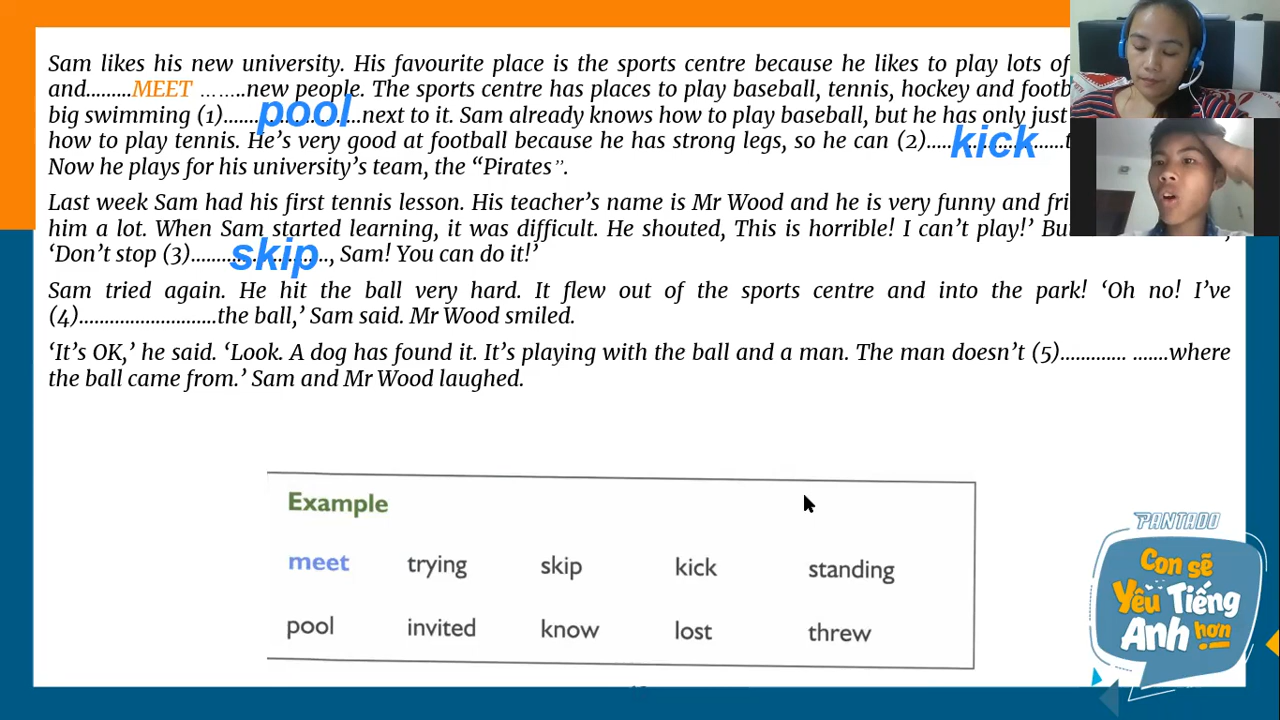 Sam likes his new university. His favourite place is the sports centre because he likes to play lots of
and........MEET ........new people. The sports centre has places to play baseball, tennis, hockey and footb
big swimming (1)......pool..next to it. Sam already knows how to play baseball, but he has only just
how to play tennis. He's very good at football because he has strong legs, so he can (2)....kick....t
Now he plays for his university's team, the “Pirates”.
Last week Sam had his first tennis lesson. His teacher's name is Mr Wood and he is very funny and fri
him a lot. When Sam started learning, it was difficult. He shouted, This is horrible! I can't play!' Bu
'Don't stop (3)........skip.., Sam! You can do it!'
Sam tried again. He hit the ball very hard. It flew out of the sports centre and into the park! 'Oh no! I've
(4)...........................the ball,' Sam said. Mr Wood smiled.
'It's OK,' he said. 'Look. A dog has found it. It's playing with the ball and a man. The man doesn't (5)............. .......where
the ball came from.' Sam and Mr Wood laughed.
Example
meet trying skip kick standing
pool invited know lost threw
PANTADO
Con sẽ
Yêu Tiếng
Anh hơn